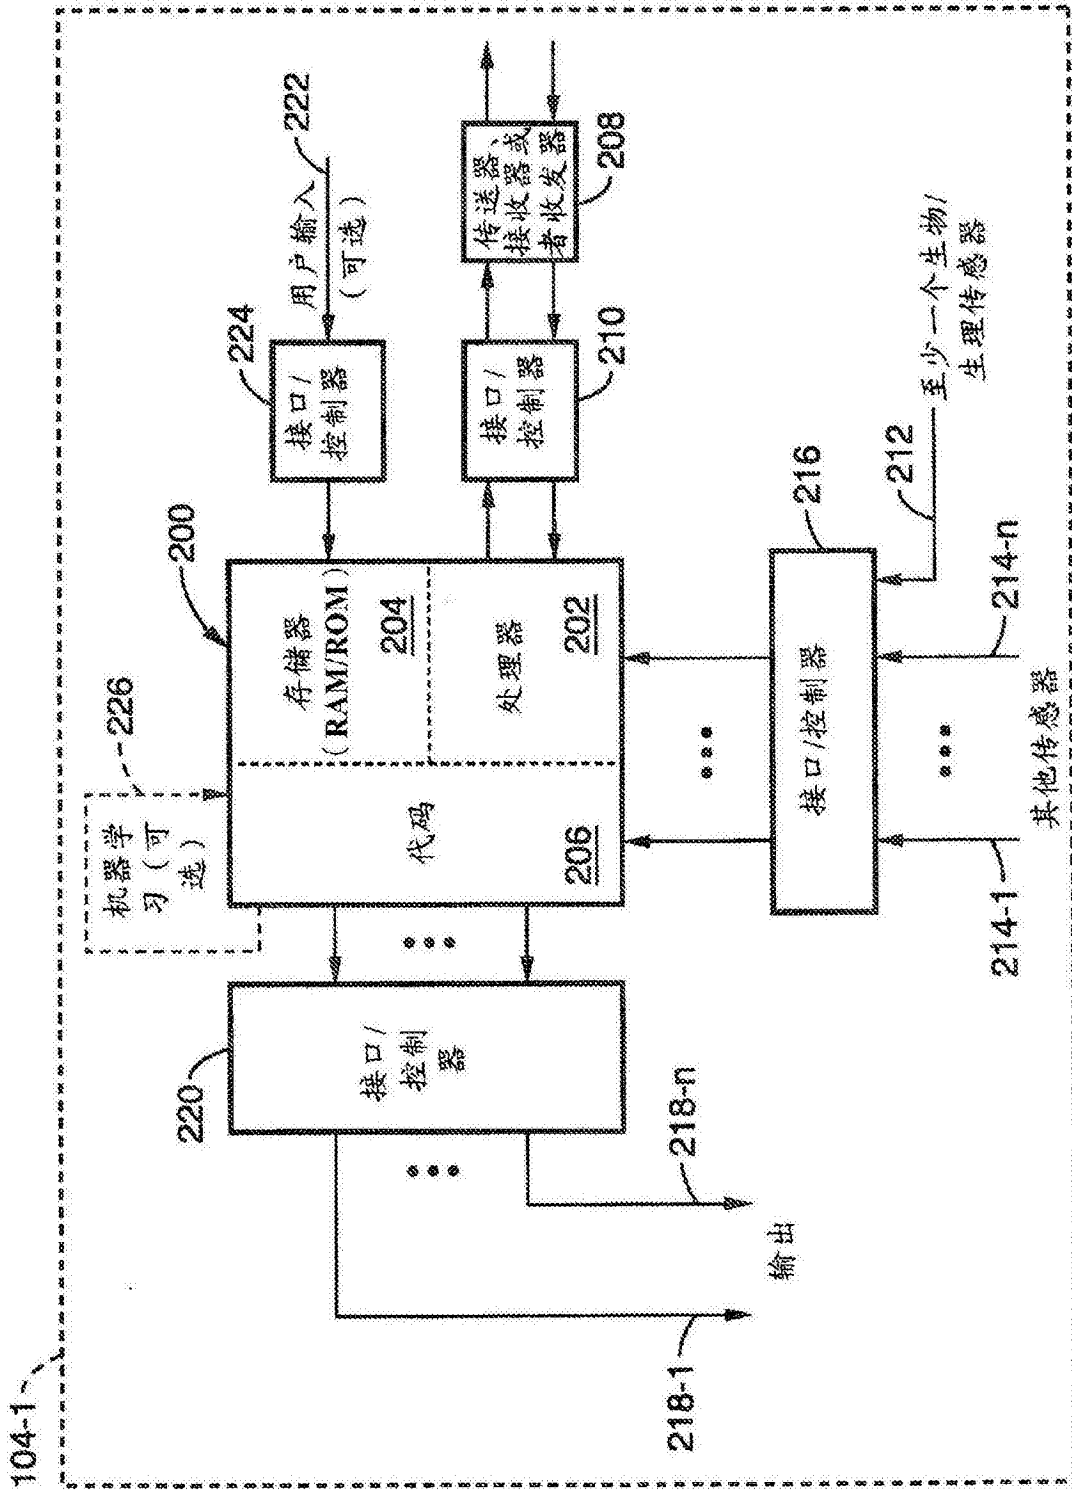 104-1
机器学
习（可
选）
226
200
存储器
（RAM/ROM）
204
代码
206
处理器
202
接口/
控制器
224
用户输入
（可选）
222
接口/
控制器
210
传送器、
接收器或
者收发器
208
接口/
控制
器
220
218-1
218-n
输出
接口/控制器
216
212
至少一个生物/
生理传感器
214-1
214-n
其他传感器